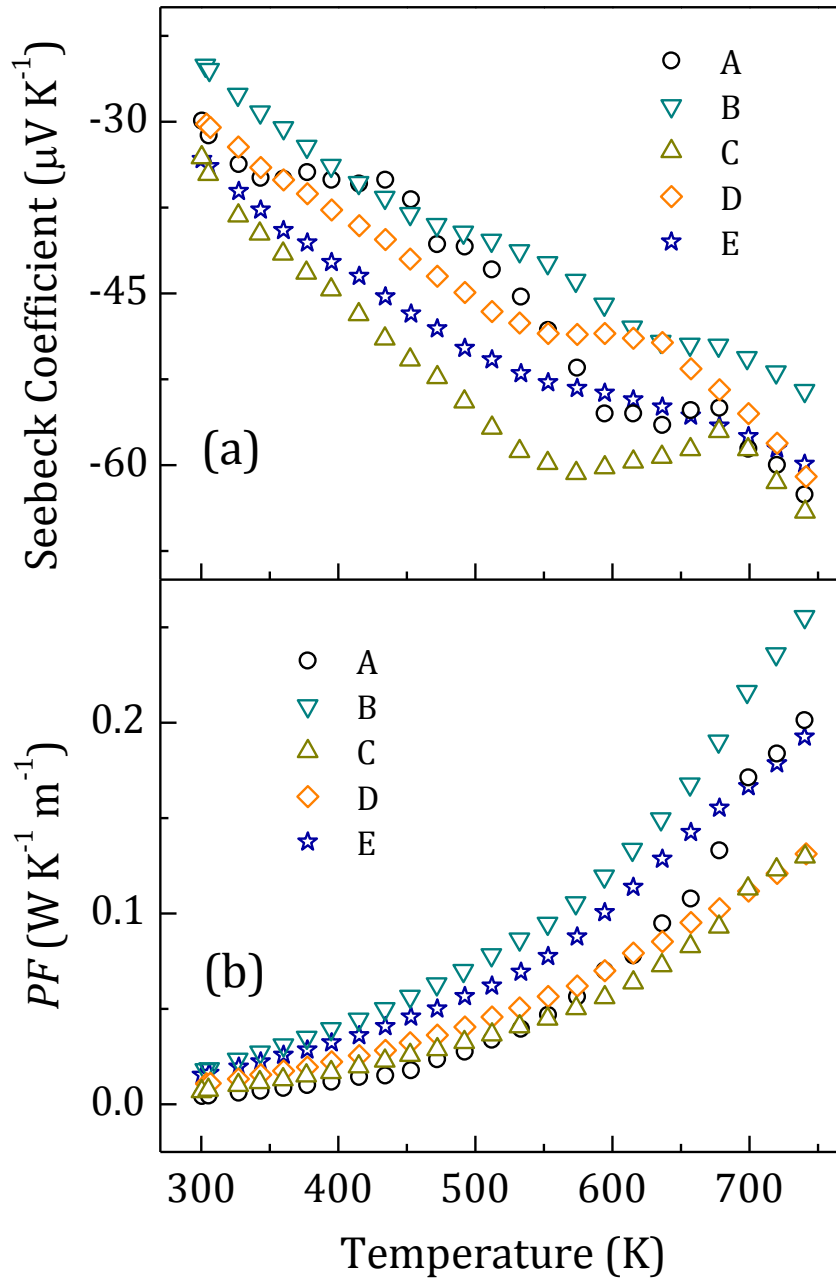 Seebeck Coefficient (μV K⁻¹)
-30
-45
-60
A
B
C
D
E
(a)
PF (W K⁻¹ m⁻¹)
0.2
0.1
0.0
A
B
C
D
E
(b)
300 400 500 600 700
Temperature (K)